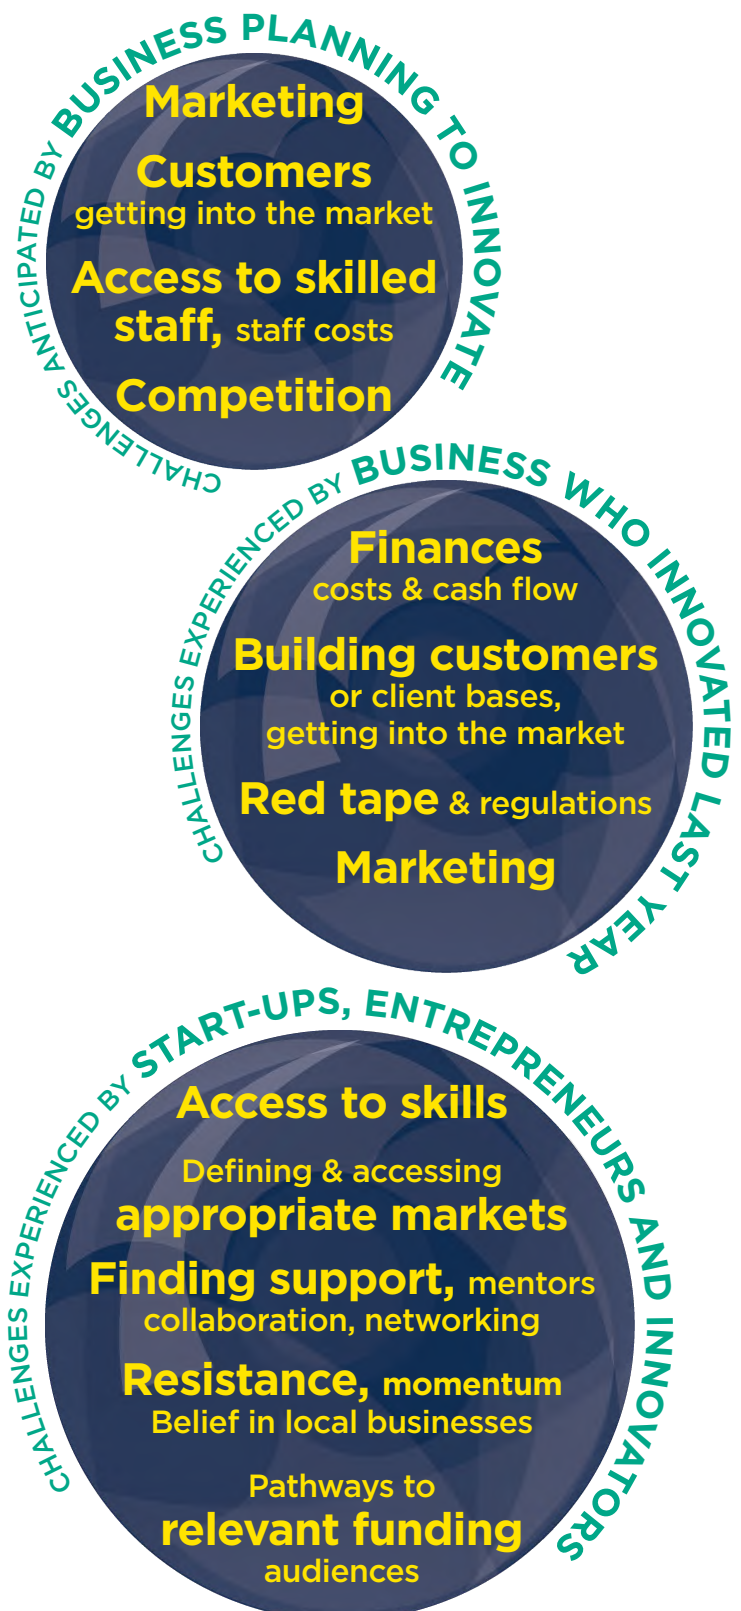 CHALLENGES ANTICIPATED BY BUSINESS PLANNING TO INNOVATE
Marketing
Customers
getting into the market
Access to skilled
staff, staff costs
Competition
CHALLENGES EXPERIENCED BY BUSINESS WHO INNOVATED LAST YEAR
Finances
costs & cash flow
Building customers
or client bases,
getting into the market
Red tape & regulations
Marketing
CHALLENGES EXPERIENCED BY START-UPS, ENTREPRENEURS AND INNOVATORS
Access to skills
Defining & accessing
appropriate markets
Finding support, mentors
collaboration, networking
Resistance, momentum
Belief in local businesses
Pathways to
relevant funding
audiences